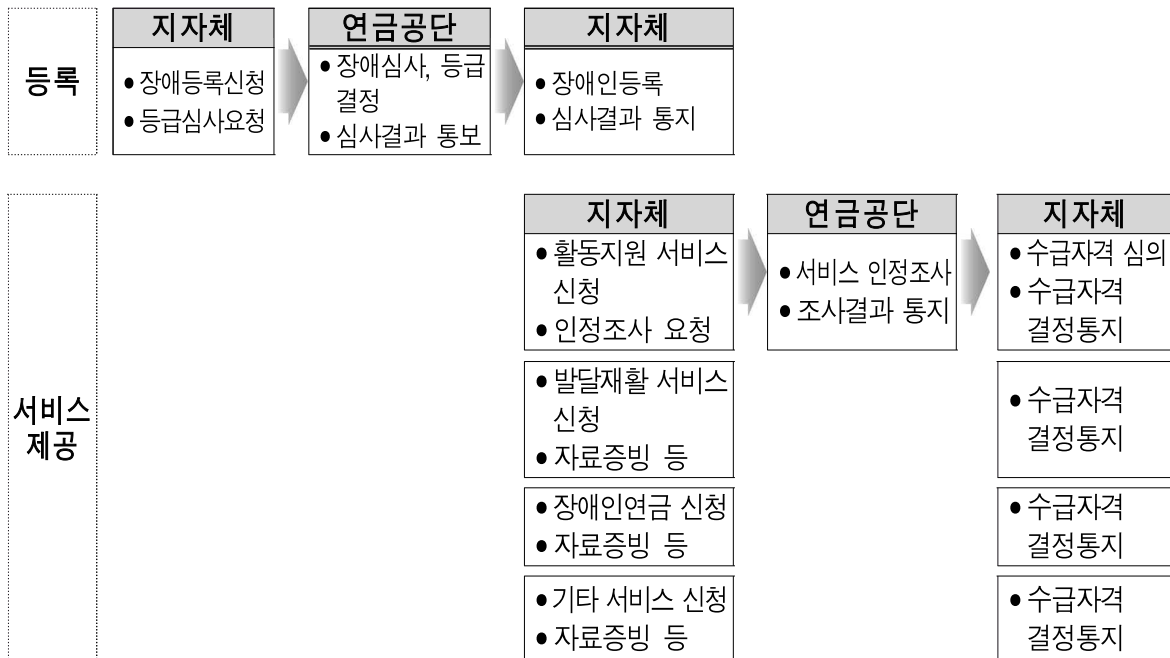 등록
지자체
● 장애등록신청
● 등급심사요청
연금공단
● 장애심사, 등급
결정
● 심사결과 통보
지자체
● 장애인등록
● 심사결과 통지
서비스
제공
지자체
● 활동지원 서비스
신청
● 인정조사 요청
연금공단
● 서비스 인정조사
● 조사결과 통지
지자체
● 수급자격 심의
● 수급자격
결정통지
● 발달재활 서비스
신청
● 자료증빙 등
● 수급자격
결정통지
● 장애인연금 신청
● 자료증빙 등
● 수급자격
결정통지
● 기타 서비스 신청
● 자료증빙 등
● 수급자격
결정통지